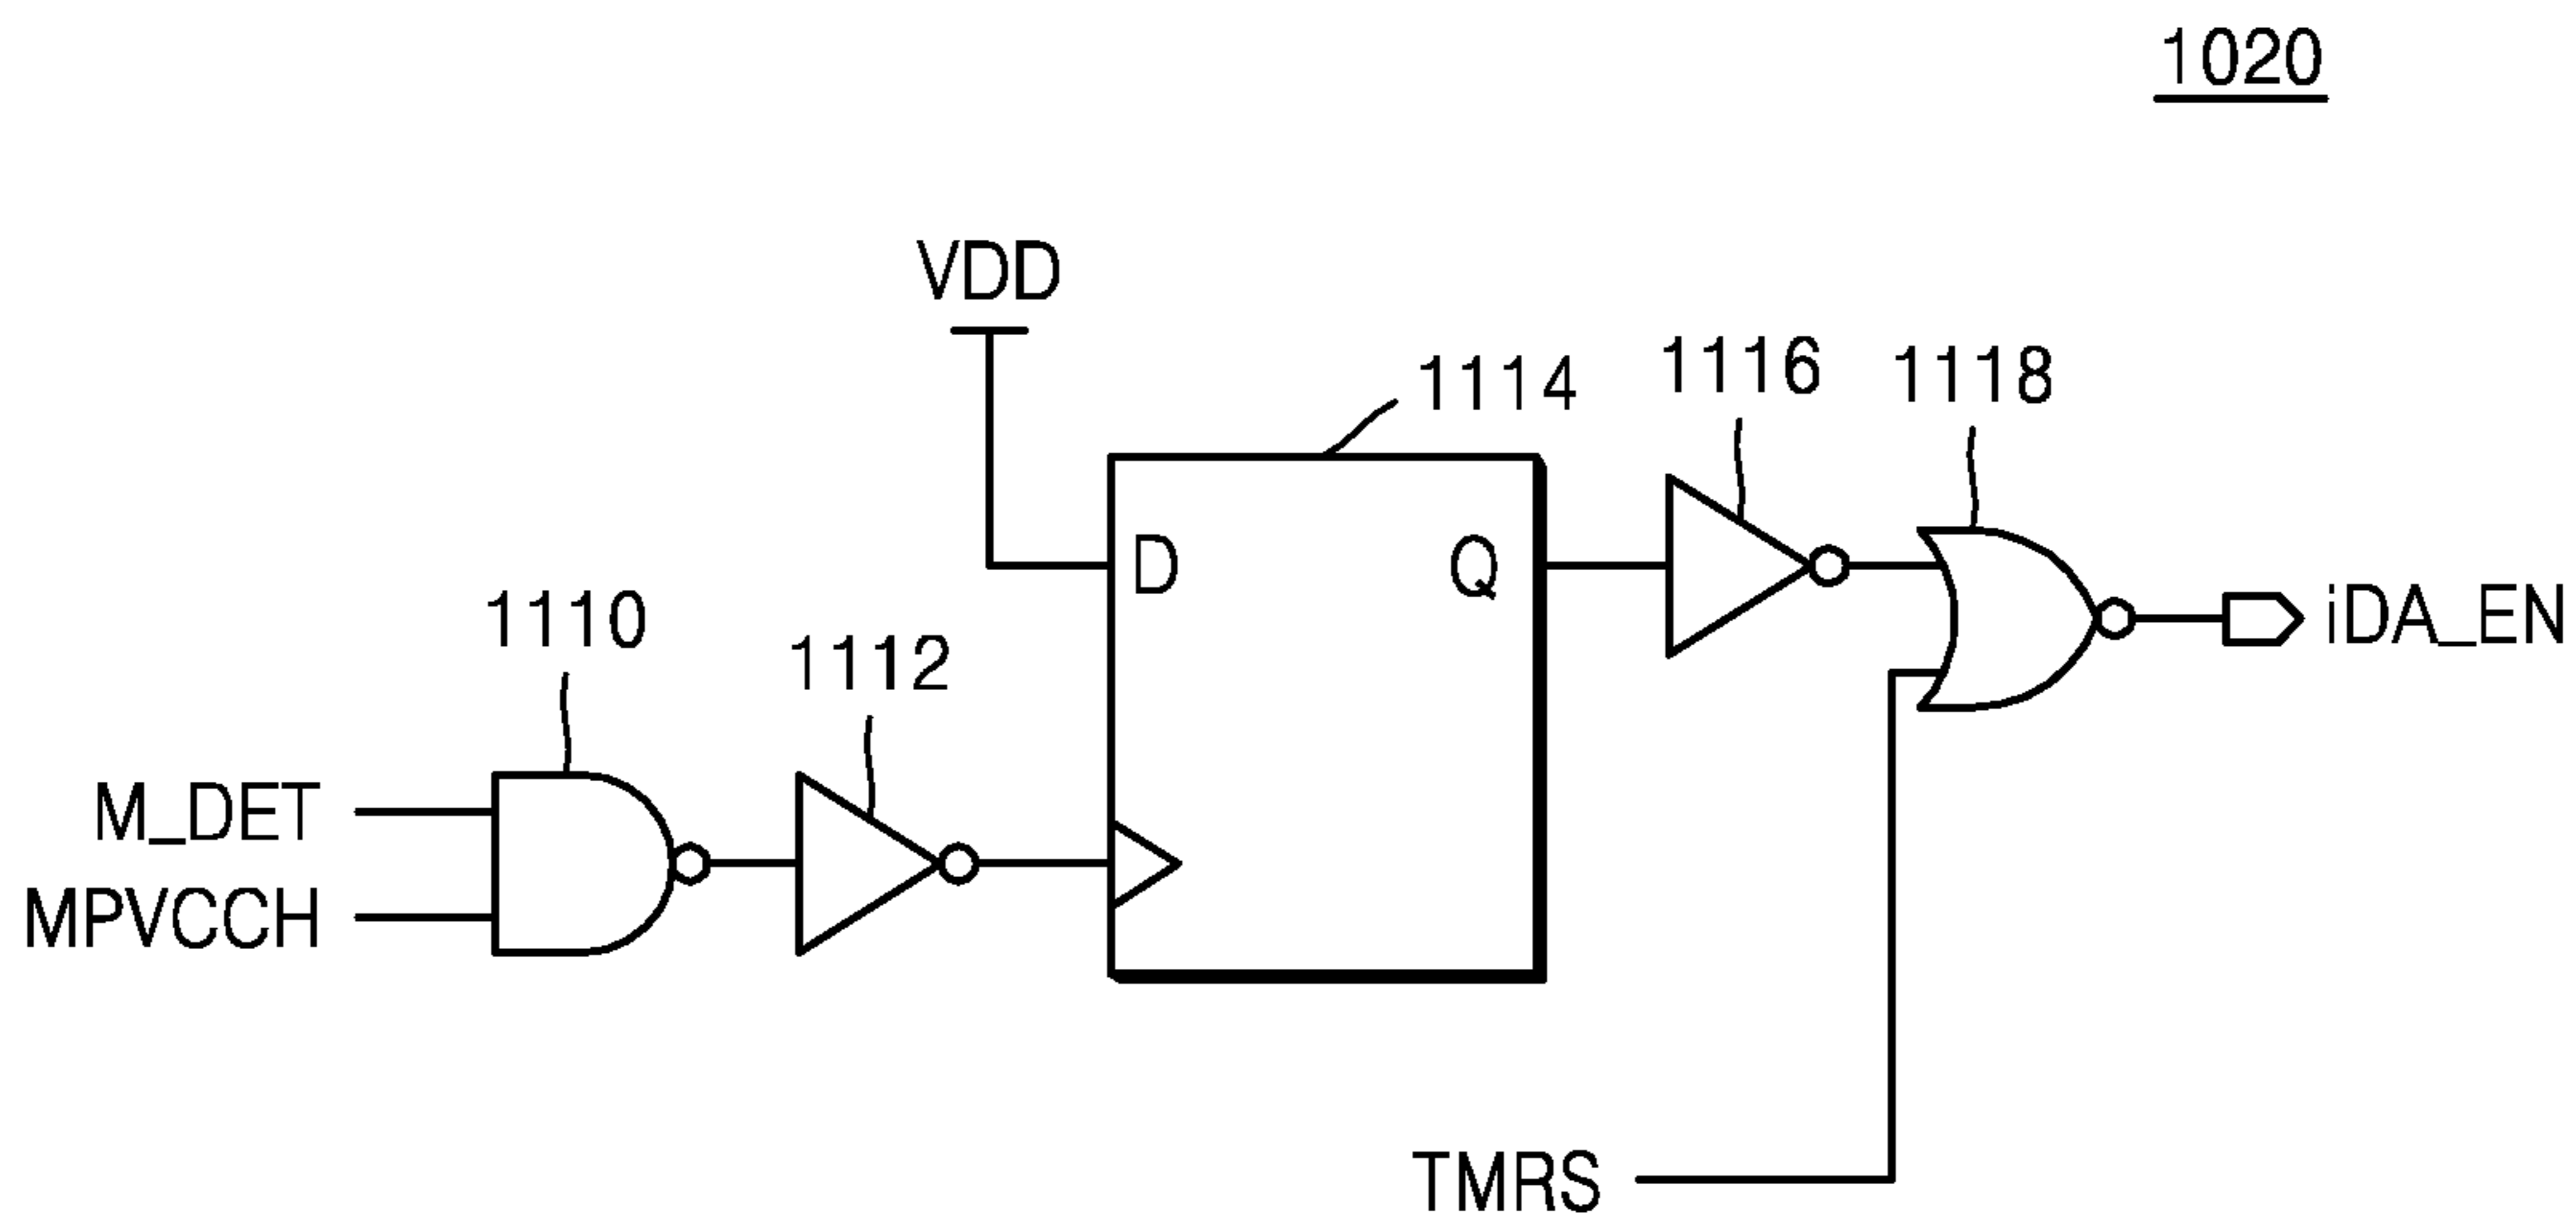 1020
VDD
1114
1116
1118
D
Q
iDA_EN
1110
1112
M_DET
MPVCCH
TMRS